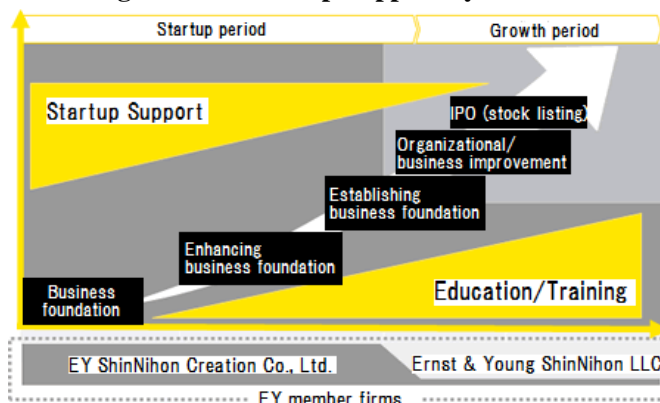 Startup period
Growth period
Startup Support
IPO (stock listing)
Organizational/
business improvement
Establishing
business foundation
Enhancing
business foundation
Business
foundation
Education/Training
EY ShinNihon Creation Co., Ltd.
Ernst & Young ShinNihon LLC
EY member firms